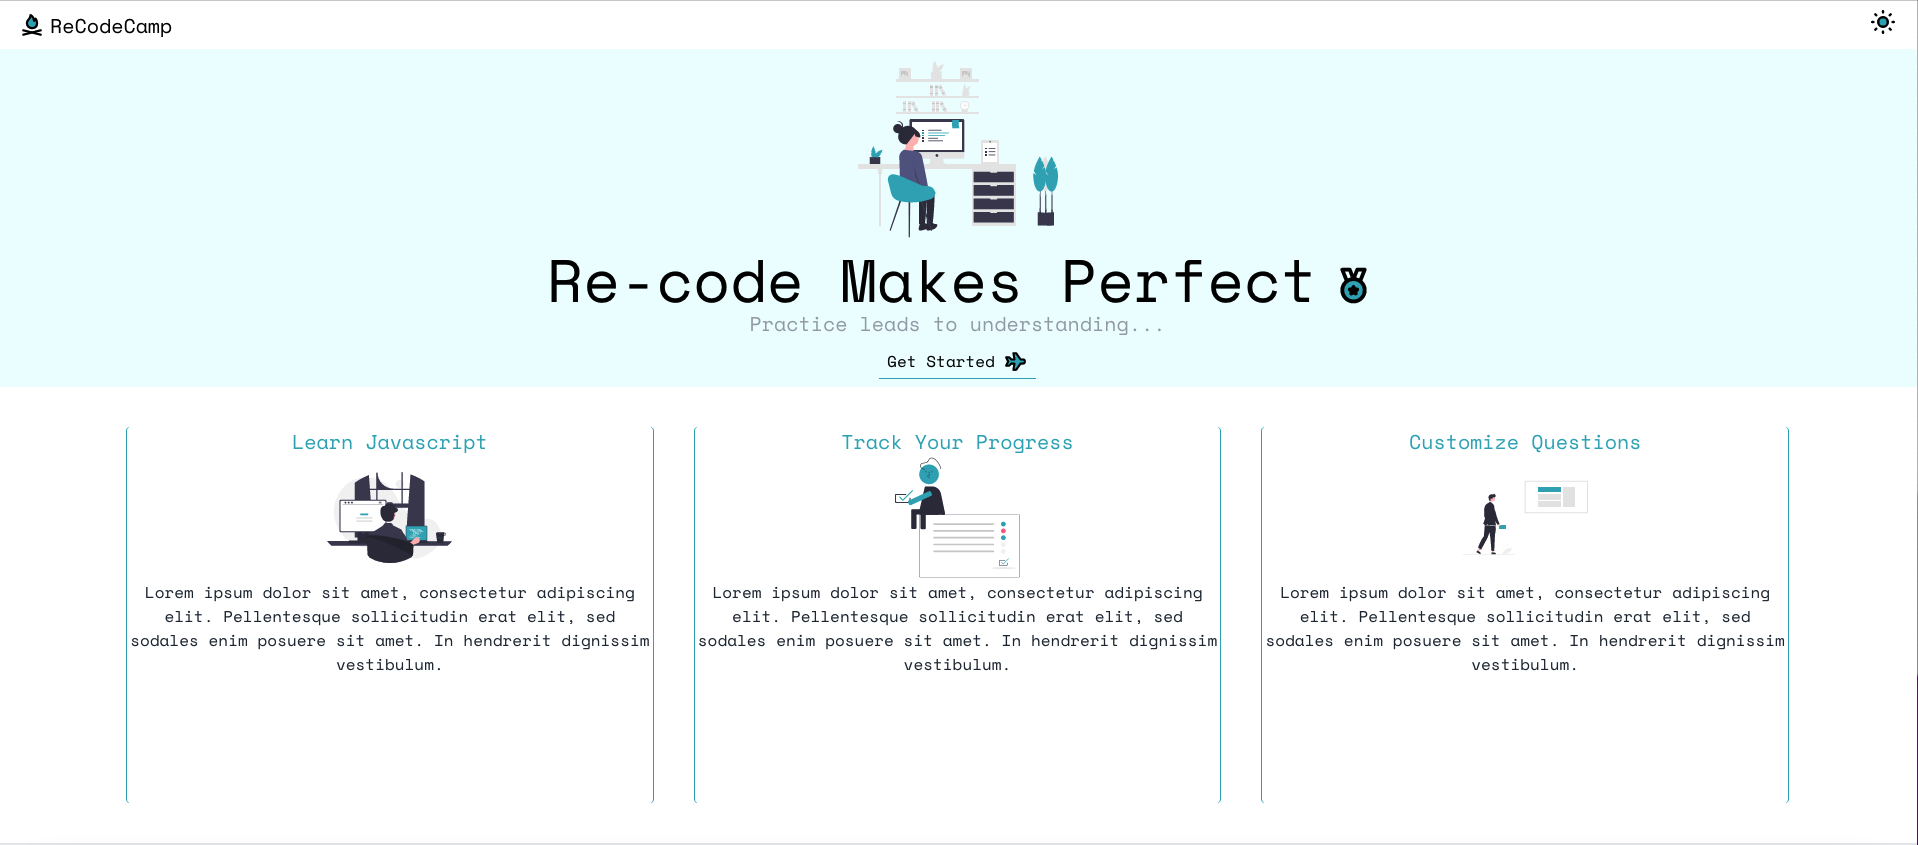 ReCodeCamp
Re-code Makes Perfect
Practice leads to understanding...
Get Started
Learn Javascript
Lorem ipsum dolor sit amet, consectetur adipiscing
elit. Pellentesque sollicitudin erat elit, sed
sodales enim posuere sit amet. In hendrerit dignissim
vestibulum.
Track Your Progress
Lorem ipsum dolor sit amet, consectetur adipiscing
elit. Pellentesque sollicitudin erat elit, sed
sodales enim posuere sit amet. In hendrerit dignissim
vestibulum.
Customize Questions
Lorem ipsum dolor sit amet, consectetur adipiscing
elit. Pellentesque sollicitudin erat elit, sed
sodales enim posuere sit amet. In hendrerit dignissim
vestibulum.